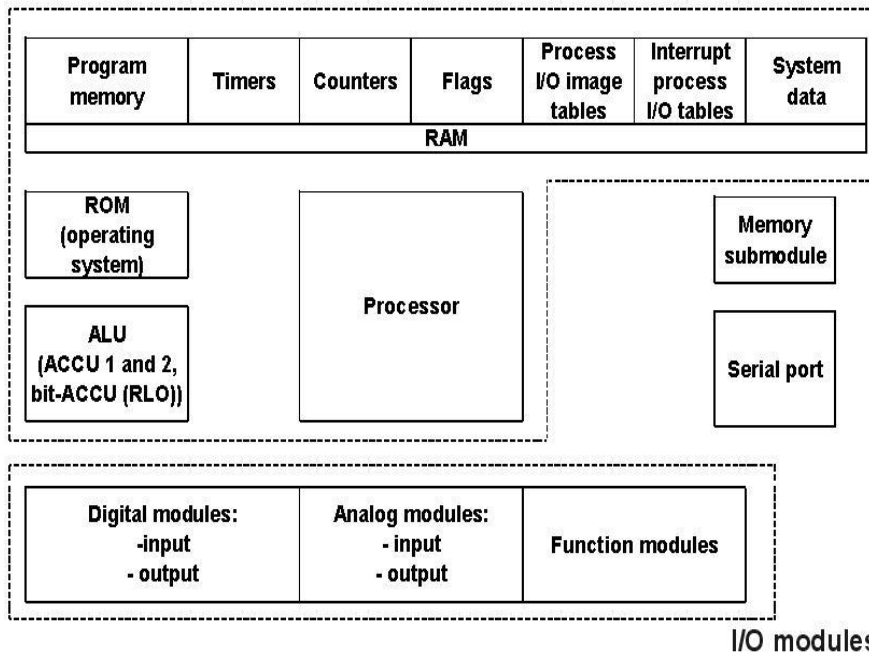 Program
memory
Timers
Counters
Flags
Process
I/O image
tables
Interrupt
process
I/O tables
System
data
RAM
ROM
(operating
system)
Processor
Memory
submodule
ALU
(ACCU 1 and 2,
bit-ACCU (RLO))
Serial port
Digital modules:
-input
- output
Analog modules:
- input
- output
Function modules
I/O modules